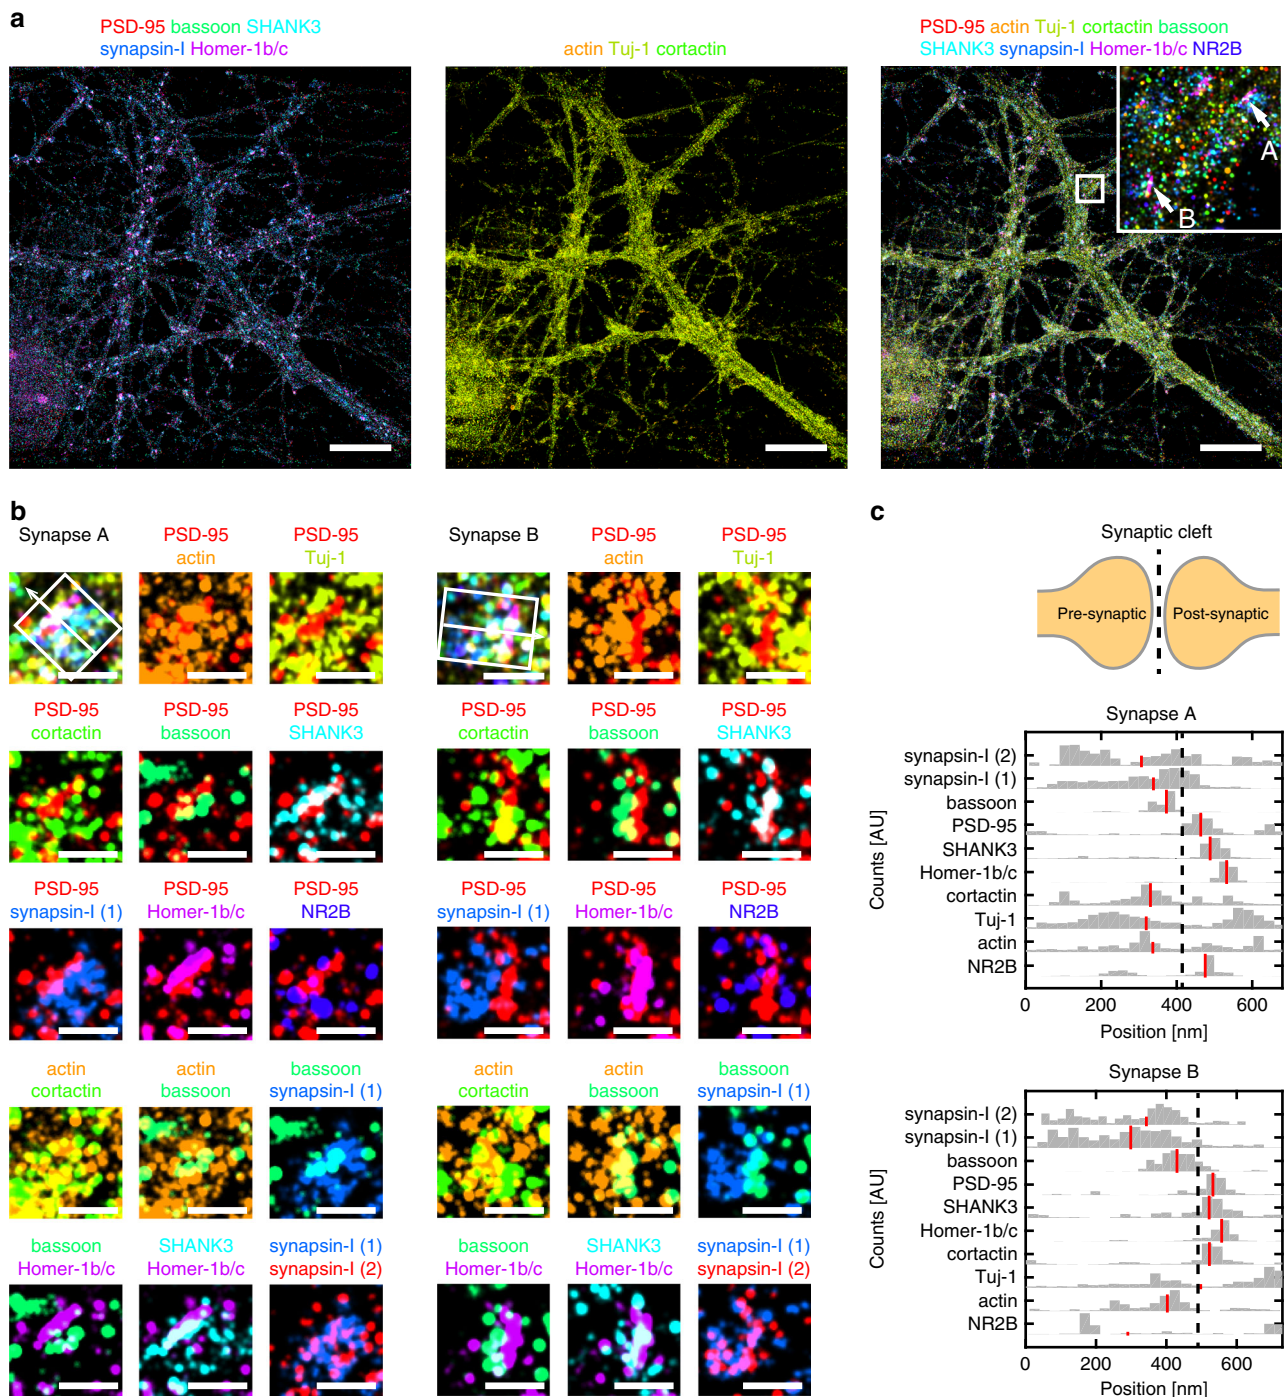 a
PSD-95 bassoon SHANK3
synapsin-I Homer-1b/c
actin Tuj-1 cortactin
PSD-95 actin Tuj-1 cortactin bassoon
SHANK3 synapsin-I Homer-1b/c NR2B
A
B
b
Synapse A
PSD-95
actin
PSD-95
Tuj-1
Synapse B
PSD-95
actin
PSD-95
Tuj-1
PSD-95
cortactin
PSD-95
bassoon
PSD-95
SHANK3
PSD-95
cortactin
PSD-95
bassoon
PSD-95
SHANK3
PSD-95
synapsin-I (1)
PSD-95
Homer-1b/c
PSD-95
NR2B
PSD-95
synapsin-I (1)
PSD-95
Homer-1b/c
PSD-95
NR2B
actin
cortactin
actin
bassoon
bassoon
synapsin-I (1)
actin
cortactin
actin
bassoon
bassoon
synapsin-I (1)
bassoon
Homer-1b/c
SHANK3
Homer-1b/c
synapsin-I (1)
synapsin-I (2)
bassoon
Homer-1b/c
SHANK3
Homer-1b/c
synapsin-I (1)
synapsin-I (2)
c
Synaptic cleft
Pre-synaptic
Post-synaptic
Synapse A
Counts [AU]
synapsin-I (2)
synapsin-I (1)
bassoon
PSD-95
SHANK3
Homer-1b/c
cortactin
Tuj-1
actin
NR2B
0 200 400 600
Position [nm]
Synapse B
Counts [AU]
synapsin-I (2)
synapsin-I (1)
bassoon
PSD-95
SHANK3
Homer-1b/c
cortactin
Tuj-1
actin
NR2B
0 200 400 600
Position [nm]